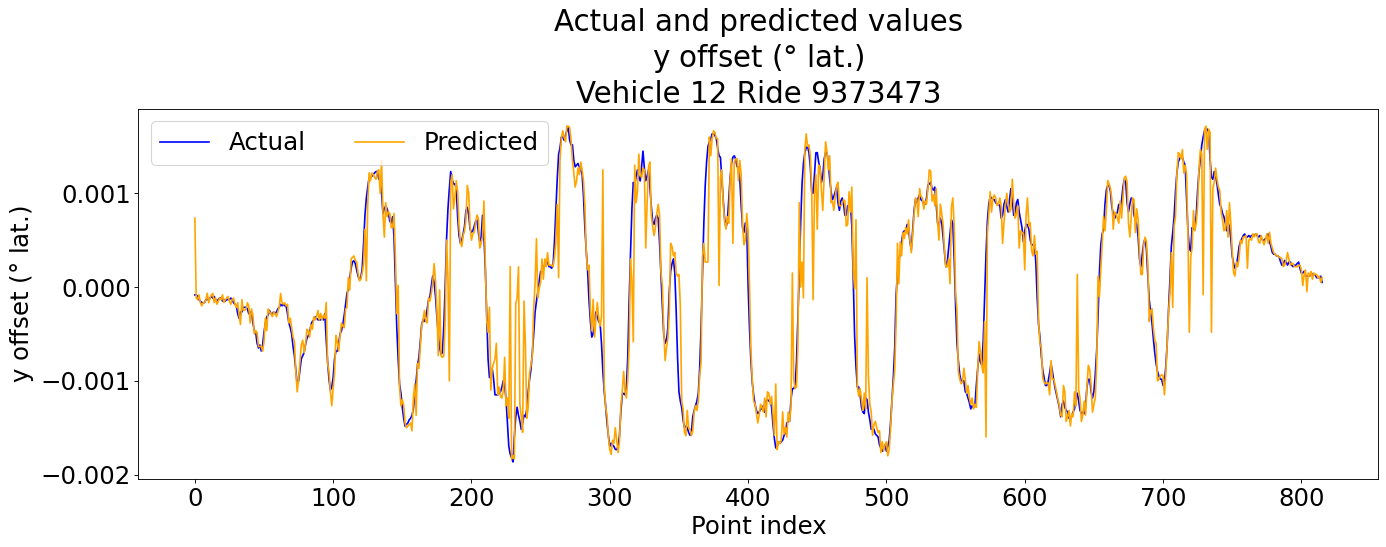 Actual and predicted values
y offset (° lat.)
Vehicle 12 Ride 9373473
Actual
Predicted
y offset (° lat.)
0.001
0.000
−0.001
−0.002
0
100
200
300
400
500
600
700
800
Point index